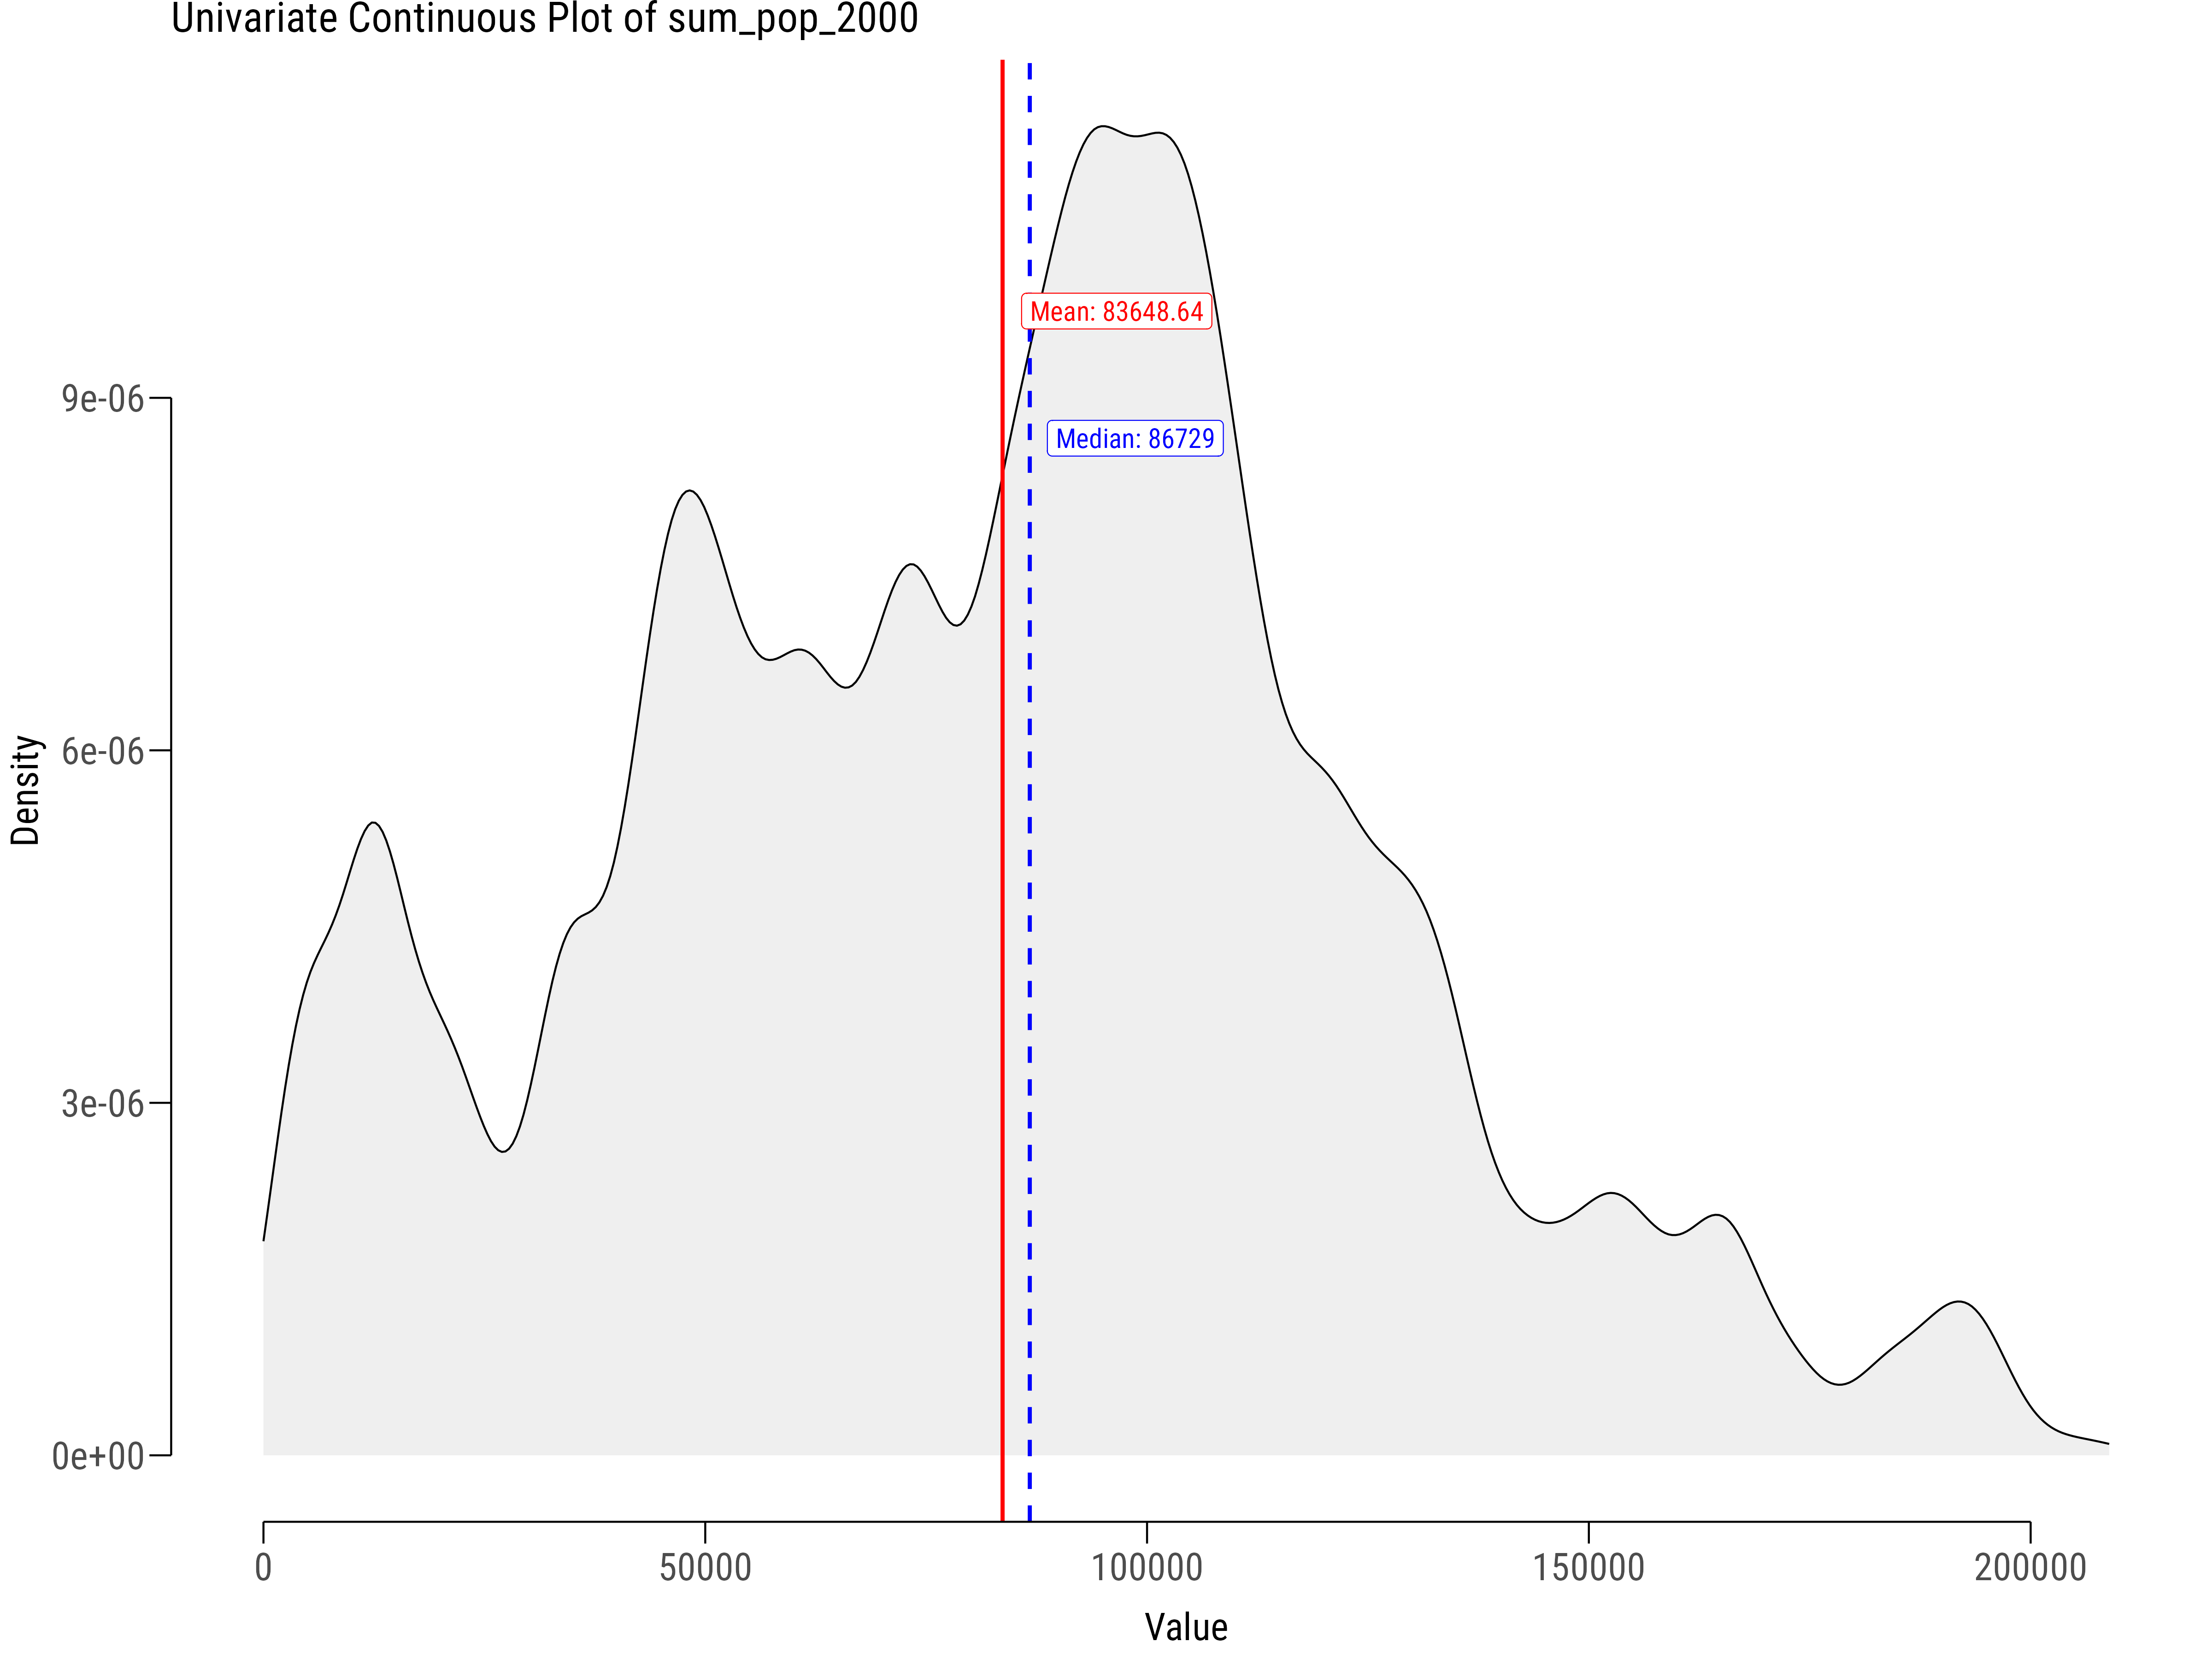 Univariate Continuous Plot of sum_pop_2000
Mean: 83648.64
Median: 86729
9e-06
6e-06
3e-06
0e+00
Density
0
50000
100000
150000
200000
Value